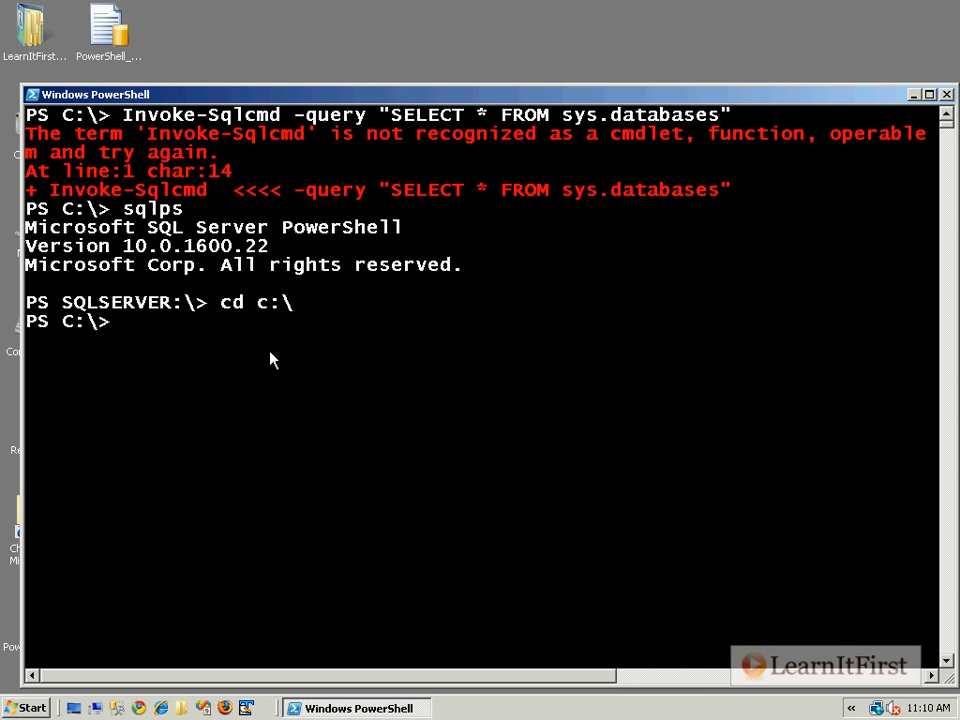 LearnItFirst...
PowerShell_...
Windows PowerShell
PS C:\> Invoke-Sqlcmd -query "SELECT * FROM sys.databases"
The term 'Invoke-Sqlcmd' is not recognized as a cmdlet, function, operable
m and try again.
At line:1 char:14
+ Invoke-Sqlcmd <<<< -query "SELECT * FROM sys.databases"
PS C:\> sqlps
Microsoft SQL Server PowerShell
Version 10.0.1600.22
Microsoft Corp. All rights reserved.
PS SQLSERVER:\> cd c:\
PS C:\>
Re
Mi
Pow
LearnItFirst
Start
Windows PowerShell
«
11:10 AM